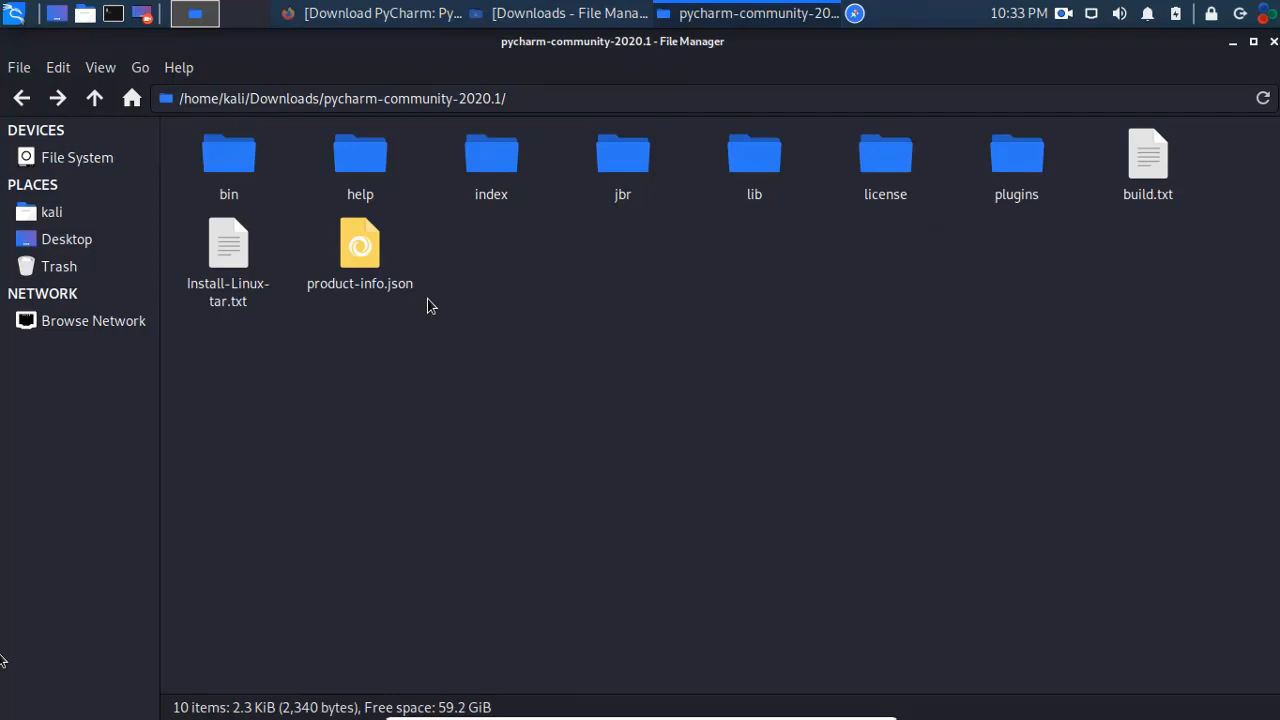 [Download PyCharm: Py... [Downloads - File Mana... pycharm-community-20... 10:33 PM
pycharm-community-2020.1 - File Manager
File Edit View Go Help
/home/kali/Downloads/pycharm-community-2020.1/
DEVICES
File System
PLACES
kali
Desktop
Trash
NETWORK
Browse Network
bin help index jbr lib license plugins build.txt
Install-Linux-
tar.txt
product-info.json
10 items: 2.3 KiB (2,340 bytes), Free space: 59.2 GiB